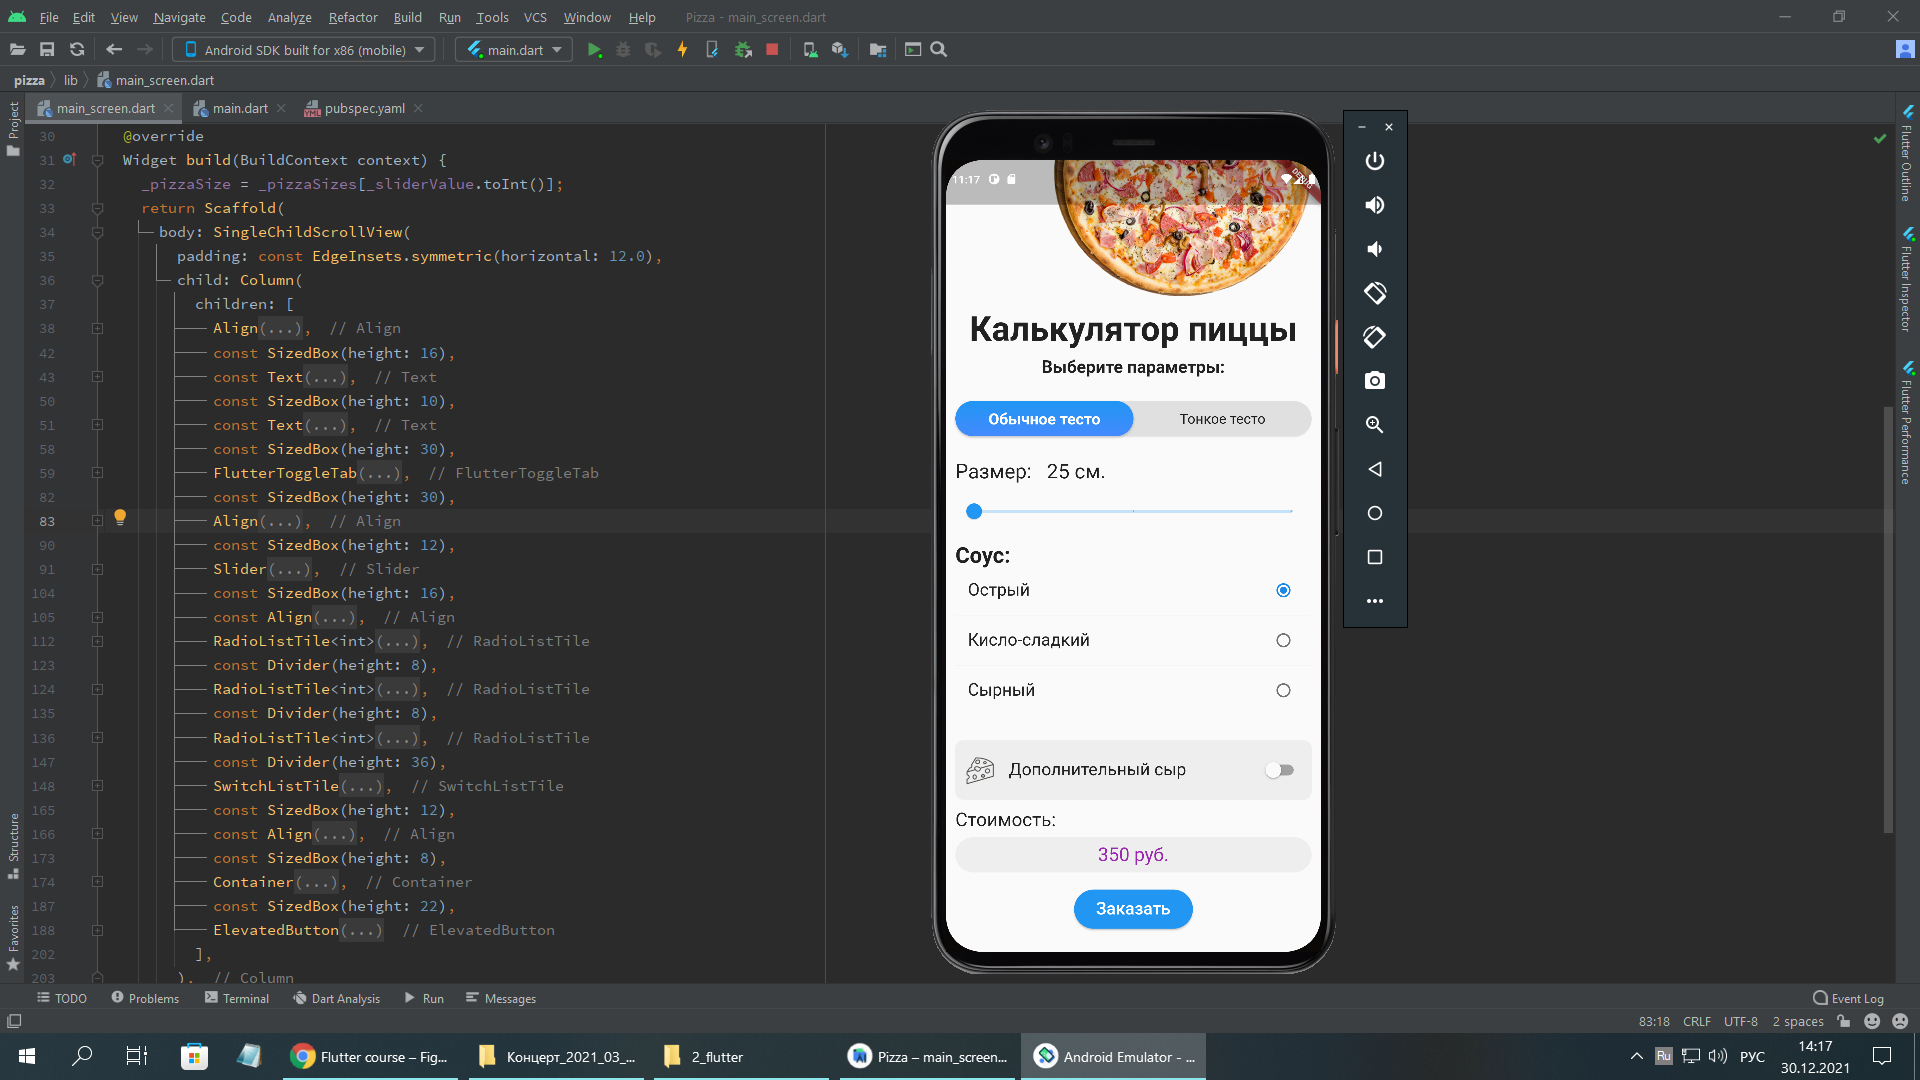 File Edit View Navigate Code Analyze Refactor Build Run Tools VCS Window Help Pizza - main_screen.dart
Android SDK built for x86 (mobile) main.dart
pizza lib main_screen.dart
main_screen.dart main.dart pubspec.yaml
Project
Structure
Favorites
30 @override
31 Widget build(BuildContext context) {
32 _pizzaSize = _pizzaSizes[_sliderValue.toInt()];
33 return Scaffold(
34 body: SingleChildScrollView(
35 padding: const EdgeInsets.symmetric(horizontal: 12.0),
36 child: Column(
37 children: [
38 Align(...), // Align
42 const SizedBox(height: 16),
43 const Text(...), // Text
50 const SizedBox(height: 10),
51 const Text(...), // Text
58 const SizedBox(height: 30),
59 FlutterToggleTab(...), // FlutterToggleTab
82 const SizedBox(height: 30),
83 Align(...), // Align
90 const SizedBox(height: 12),
91 Slider(...), // Slider
104 const SizedBox(height: 16),
105 const Align(...), // Align
112 RadioListTile<int>(...), // RadioListTile
123 const Divider(height: 8),
124 RadioListTile<int>(...), // RadioListTile
135 const Divider(height: 8),
136 RadioListTile<int>(...), // RadioListTile
147 const Divider(height: 36),
148 SwitchListTile(...), // SwitchListTile
165 const SizedBox(height: 12),
166 const Align(...), // Align
173 const SizedBox(height: 8),
174 Container(...), // Container
187 const SizedBox(height: 22),
188 ElevatedButton(...) // ElevatedButton
202 ],
203 ), // Column
11:17
DEBUG
Калькулятор пиццы
Выберите параметры:
Обычное тесто Тонкое тесто
Размер: 25 см.
Соус:
Острый
Кисло-сладкий
Сырный
Дополнительный сыр
Стоимость:
350 руб.
Заказать
Flutter Outline
Flutter Inspector
Flutter Performance
TODO Problems Terminal Dart Analysis Run Messages Event Log
83:18 CRLF UTF-8 2 spaces
Flutter course – Fig... Концерт_2021_03_... 2_flutter Pizza – main_screen... Android Emulator - ... Ru РУС 14:17
30.12.2021